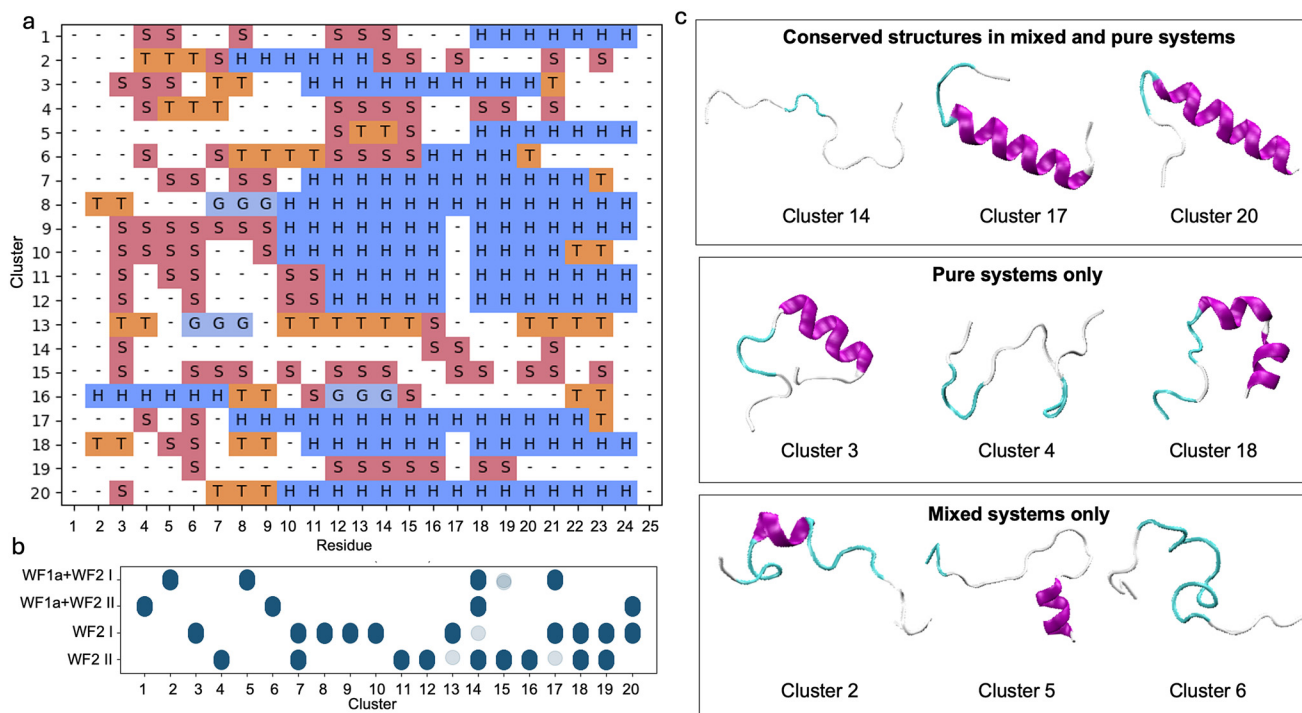 a
1 - - - S S - - S - - - S S S - - - H H H H H H H -
2 - - - T T T S H H H H H H S S - S - - - S - S - -
3 - - S S S - T T - - H H H H H H H H H H T - - - -
4 - - - S T T T - - - - S S S S - - S S - S - - - -
5 - - - - - - - - - - - S T T S - - H H H H H H H -
6 - - - S - - S T T T T S S S S H H H H T - - - - -
7 - - - - S S - S S - H H H H H H H H H H H H T - -
8 - T T - - - G G G H H H H H H H - H H H H H H H -
9 - - S S S S S S S H H H H H H H - H H H H H H H -
10 - - S S S S - - S H H H H H H H - H H H H T T - -
11 - - S - S S - - - S S H H H H H - H H H H H H H -
12 - - S - - S - - - S S H H H H H - H H H H H H H -
13 - - T T - G G G - T T T T T T S - - - T T T T - -
14 - - S - - - - - - - - - - - - S S - - - S - - - -
15 - - S - - S S S - S - S S S - - S S - S S - S - -
16 - H H H H H H T T - S G G G S - - - - - - T T - -
17 - - - S - S - H H H H H H H H H H H H H H H T - -
18 - T T - S S - T T - H H H H H H - H H H H H H H -
19 - - - - - S - - - - - S S S S S - S S - - - - - -
20 - - S - - - T T T H H H H H H H H H H H H H H H -
Cluster
1 2 3 4 5 6 7 8 9 10 11 12 13 14 15 16 17 18 19 20 21 22 23 24 25
Residue
b
WF1a+WF2 I
WF1a+WF2 II
WF2 I
WF2 II
1 2 3 4 5 6 7 8 9 10 11 12 13 14 15 16 17 18 19 20
Cluster
c
Conserved structures in mixed and pure systems
Cluster 14 Cluster 17 Cluster 20
Pure systems only
Cluster 3 Cluster 4 Cluster 18
Mixed systems only
Cluster 2 Cluster 5 Cluster 6